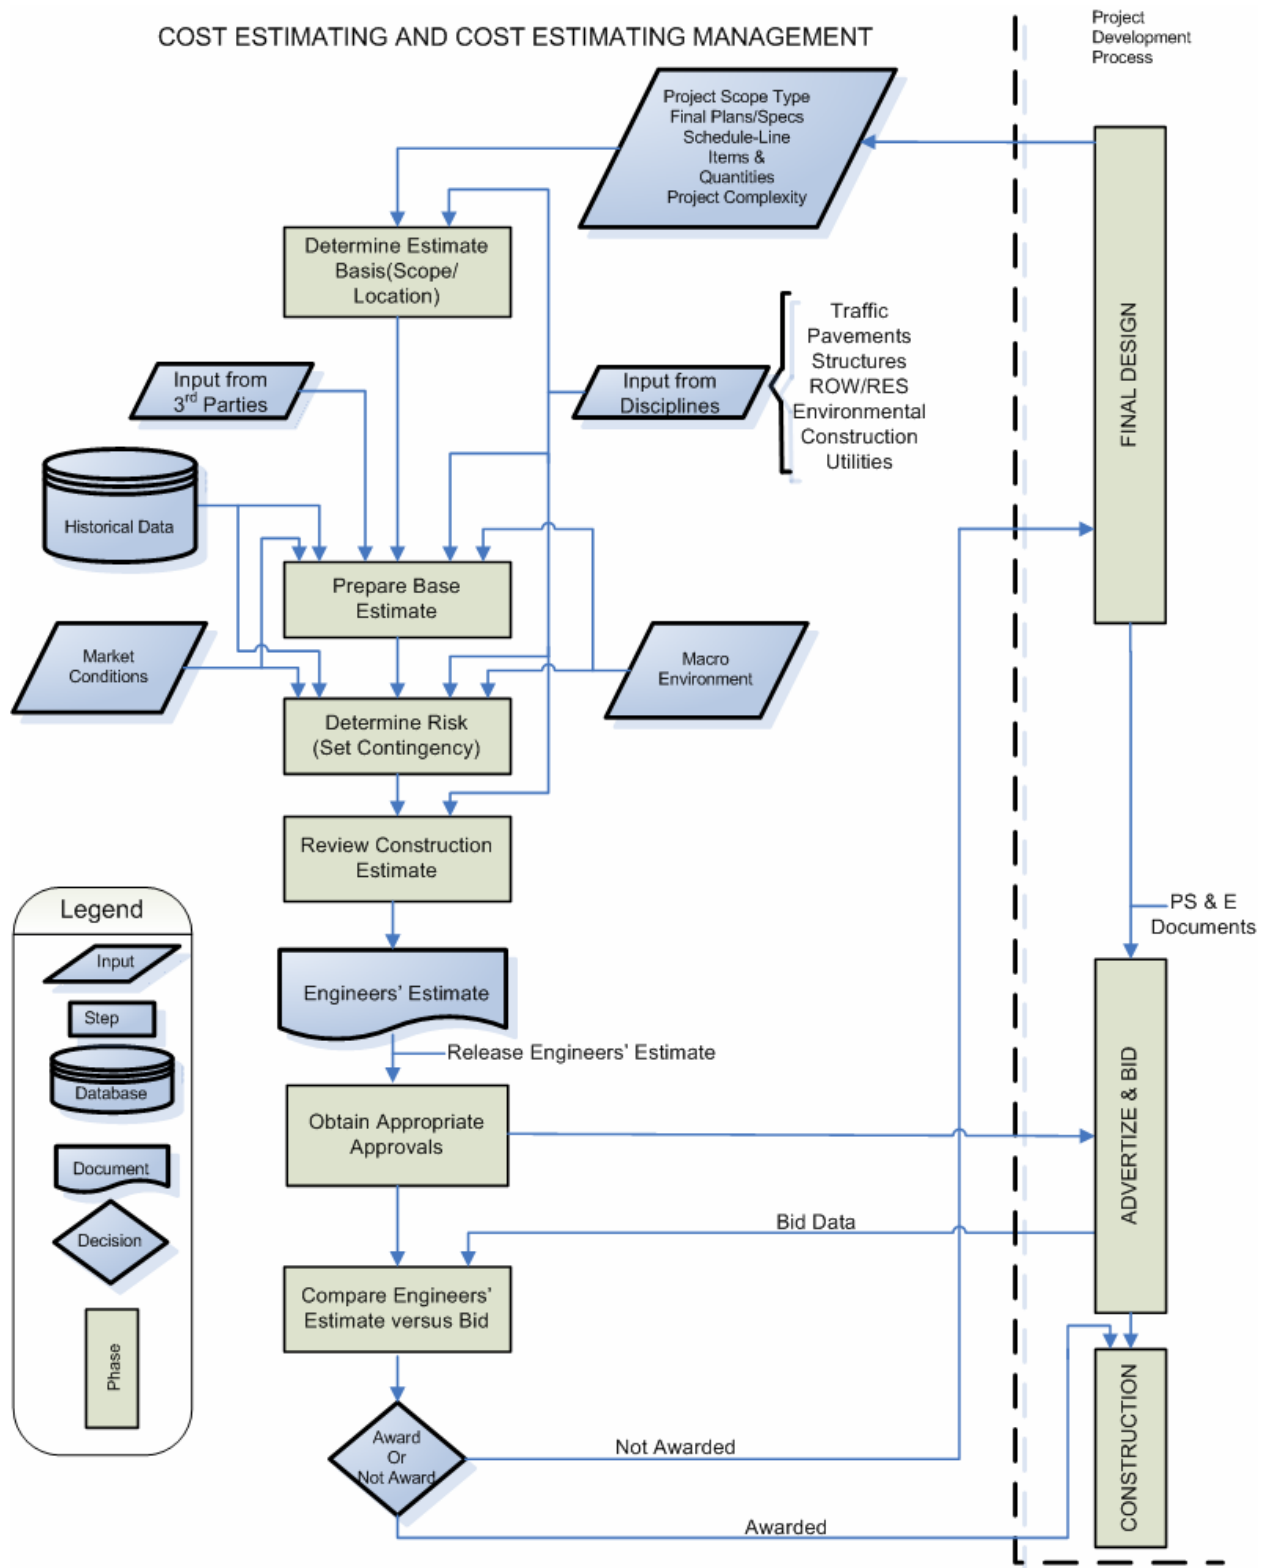 COST ESTIMATING AND COST ESTIMATING MANAGEMENT
Project
Development
Process
Project Scope Type
Final Plans/Specs
Schedule-Line
Items &
Quantities
Project Complexity
Determine Estimate
Basis(Scope/
Location)
Input from
3rd Parties
Input from
Disciplines
Traffic
Pavements
Structures
ROW/RES
Environmental
Construction
Utilities
FINAL DESIGN
Historical Data
Prepare Base
Estimate
Market
Conditions
Macro
Environment
Determine Risk
(Set Contingency)
Review Construction
Estimate
PS & E
Documents
Engineers' Estimate
Release Engineers' Estimate
Obtain Appropriate
Approvals
ADVERTIZE & BID
Bid Data
Compare Engineers'
Estimate versus Bid
Award
Or
Not Award
Not Awarded
Awarded
CONSTRUCTION
Legend
Input
Step
Database
Document
Decision
Phase